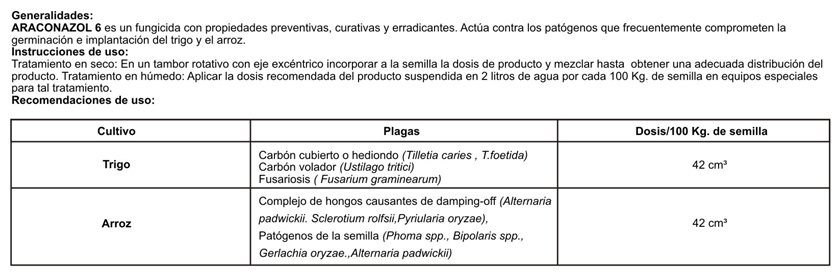 Generalidades:
ARACONAZOL 6 es un fungicida con propiedades preventivas, curativas y erradicantes. Actúa contra los patógenos que frecuentemente comprometen la
germinación e implantación del trigo y el arroz.
Instrucciones de uso:
Tratamiento en seco: En un tambor rotativo con eje excéntrico incorporar a la semilla la dosis de producto y mezclar hasta obtener una adecuada distribución del
producto. Tratamiento en húmedo: Aplicar la dosis recomendada del producto suspendida en 2 litros de agua por cada 100 Kg. de semilla en equipos especiales
para tal tratamiento.
Recomendaciones de uso:
Cultivo Plagas Dosis/100 Kg. de semilla
Trigo
Carbón cubierto o hediondo (Tilletia caries , T.foetida)
Carbón volador (Ustilago tritici)
Fusariosis ( Fusarium graminearum)
42 cm³
Arroz
Complejo de hongos causantes de damping-off (Alternaria
padwickii. Sclerotium rolfsii,Pyriularia oryzae),
Patógenos de la semilla (Phoma spp., Bipolaris spp.,
Gerlachia oryzae.,Alternaria padwickii)
42 cm³